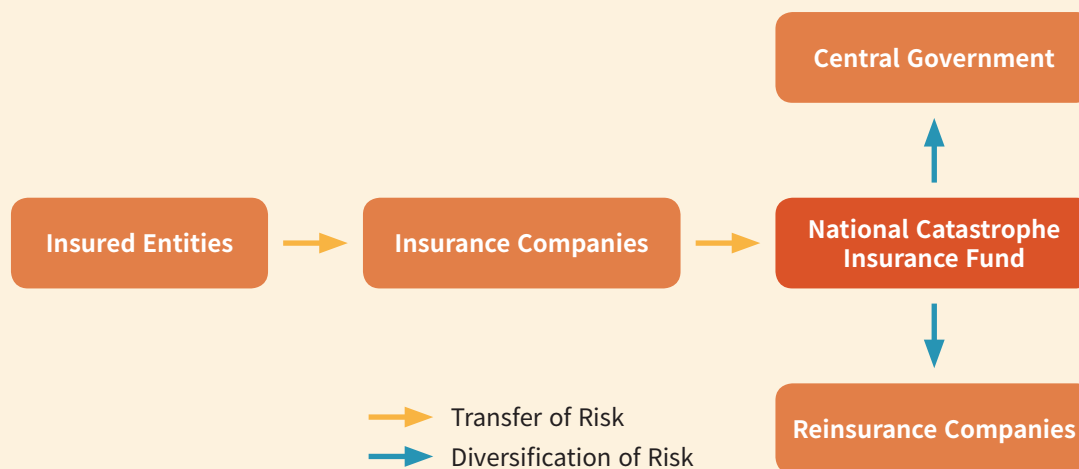 Central Government
Insured Entities
Insurance Companies
National Catastrophe
Insurance Fund
Reinsurance Companies
Transfer of Risk
Diversification of Risk